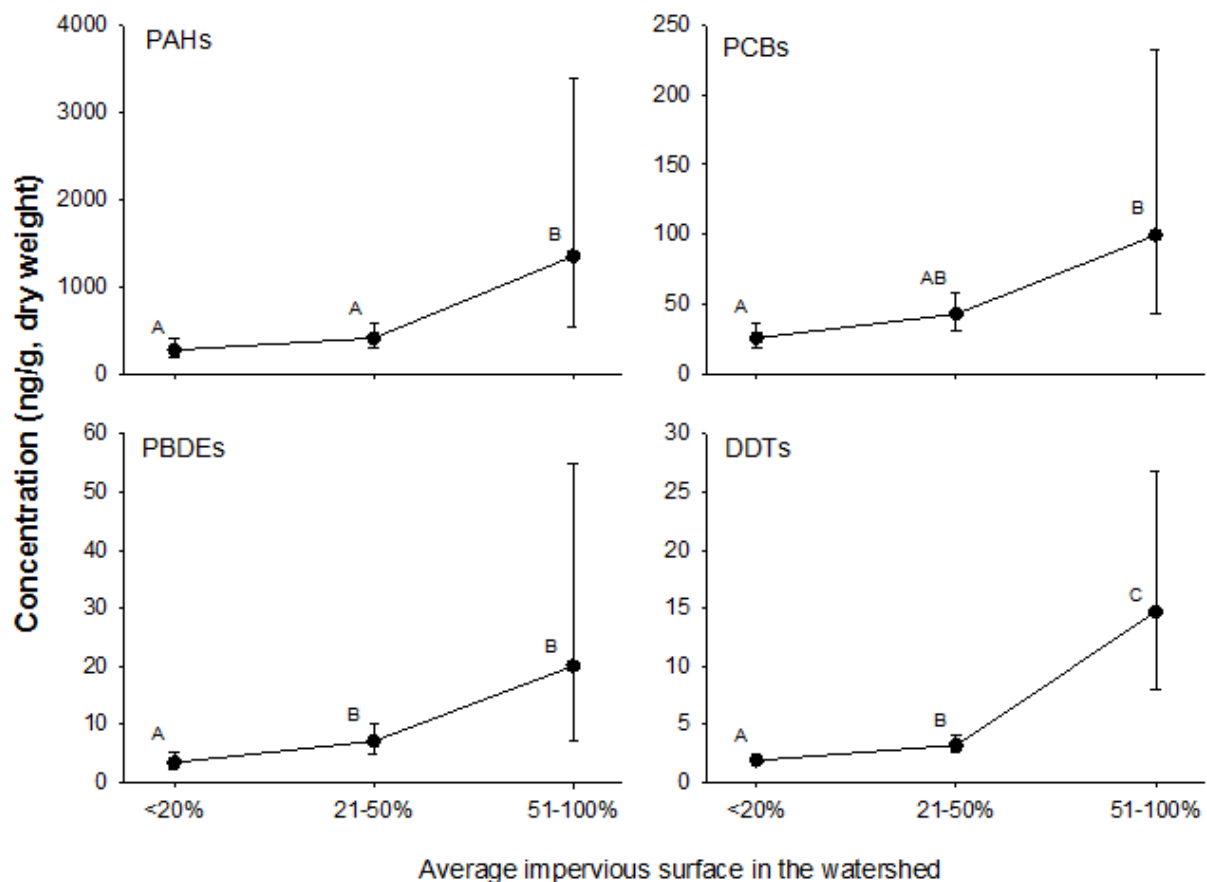 Concentration (ng/g, dry weight)
PAHs
4000
3000
2000
1000
0
A
A
B
PCBs
250
200
150
100
50
0
A
AB
B
PBDEs
60
50
40
30
20
10
0
A
B
B
<20%
21-50%
51-100%
DDTs
30
25
20
15
10
5
0
A
B
C
<20%
21-50%
51-100%
Average impervious surface in the watershed